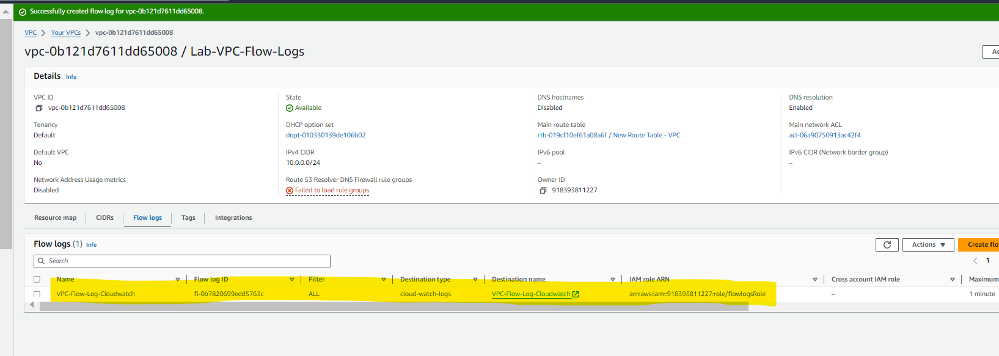 Successfully created flow log for vpc-0b121d7611dd65008.
VPC > Your VPCs > vpc-0b121d7611dd65008
vpc-0b121d7611dd65008 / Lab-VPC-Flow-Logs
Ac
Details Info
VPC ID
vpc-0b121d7611dd65008
State
Available
DNS hostnames
Disabled
DNS resolution
Enabled
Tenancy
Default
DHCP option set
dopt-010330139de106b02
Main route table
rtb-019cf10ef61a08a6f / New Route Table - VPC
Main network ACL
acl-06a90750913ac42f4
Default VPC
No
IPv4 CIDR
10.0.0.0/24
IPv6 pool
–
IPv6 CIDR (Network border group)
–
Network Address Usage metrics
Disabled
Route 53 Resolver DNS Firewall rule groups
Failed to load rule groups
Owner ID
918393811227
Resource map CIDRs Flow logs Tags Integrations
Flow logs (1) Info
Actions
Create flo
Search
1
Name Flow log ID Filter Destination type Destination name IAM role ARN Cross account IAM role Maximum
VPC-Flow-Log-Cloudwatch fl-0b7820699edd5763c ALL cloud-watch-logs VPC-Flow-Log-Cloudwatch arn:aws:iam::918393811227:role/flowlogsRole – 1 minute